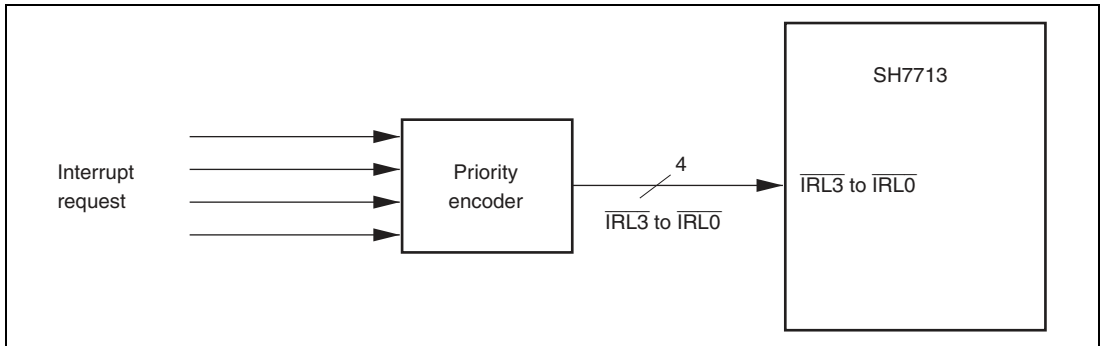 SH7713
Interrupt
request
Priority
encoder
4
IRL3 to IRL0
IRL3 to IRL0